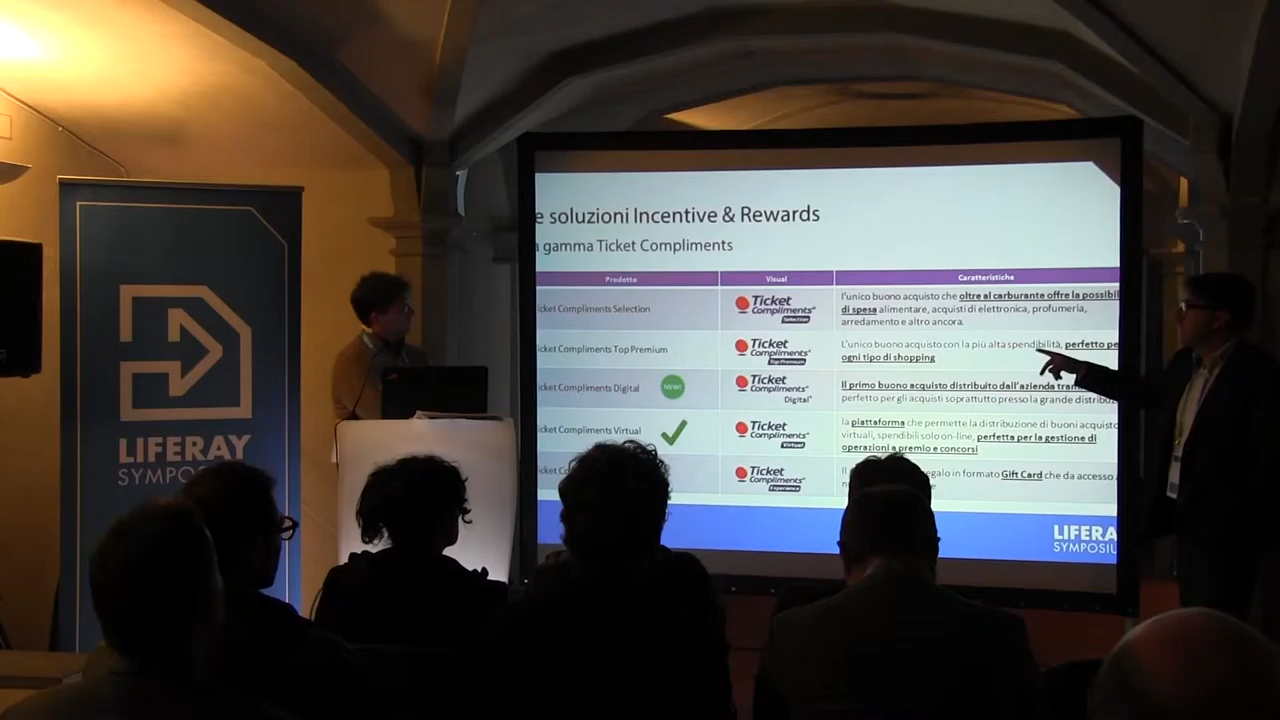 LIFERAY
SYMPOS
e soluzioni Incentive & Rewards
a gamma Ticket Compliments
Prodotto
Visual
Caratteristiche
icket Compliments Selection
Ticket
Compliments®
Selection
l'unico buono acquisto che oltre al carburante offre la possibil
di spesa alimentare, acquisti di elettronica, profumeria,
arredamento e altro ancora.
icket Compliments Top Premium
Ticket
Compliments®
Top Premium
L'unico buono acquisto con la più alta spendibilità, perfetto pe
ogni tipo di shopping
icket Compliments Digital
NEW!
Ticket
Compliments®
Digital®
Il primo buono acquisto distribuito dall'azienda tram
perfetto per gli acquisti soprattutto presso la grande distribuz
icket Compliments Virtual
Ticket
Compliments®
Virtual
la piattaforma che permette la distribuzione di buoni acquisto
virtuali, spendibili solo on-line, perfetta per la gestione di
operazioni a premio e concorsi
icket Co
Ticket
Compliments®
Experience
Il
egalo in formato Gift Card che da accesso
LIFERA
SYMPOSIU